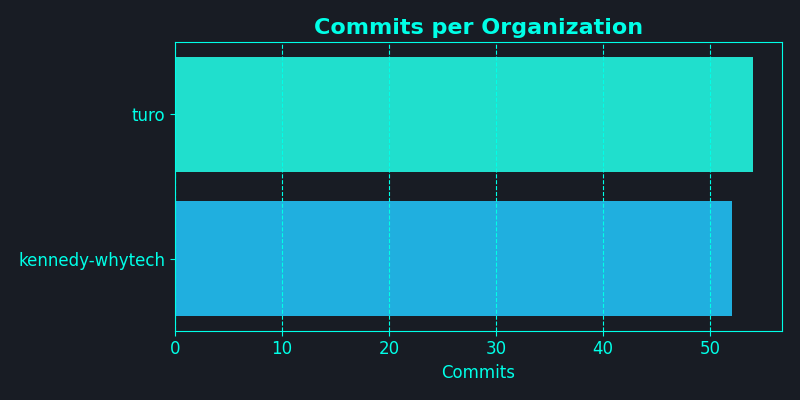 Commits per Organization
turo
kennedy-whytech
0 10 20 30 40 50
Commits